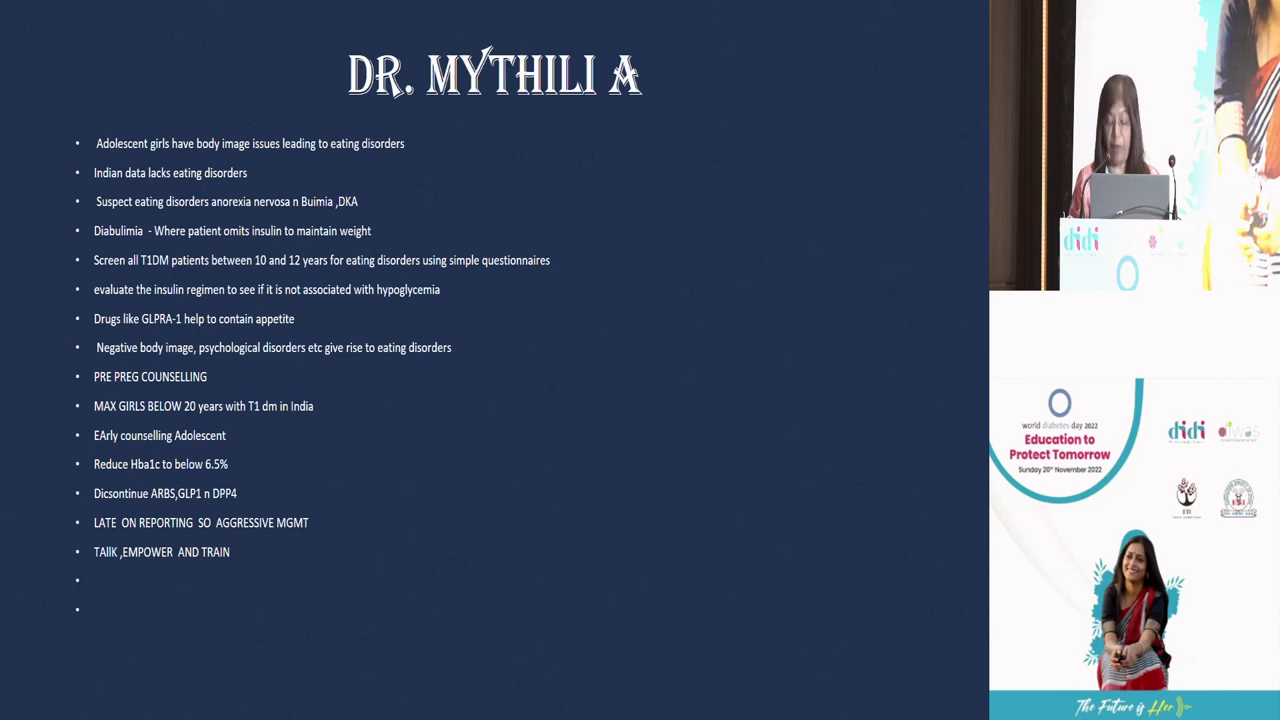 DR. MYTHILI A
• Adolescent girls have body image issues leading to eating disorders
• Indian data lacks eating disorders
• Suspect eating disorders anorexia nervosa n Buimia ,DKA
• Diabulimia - Where patient omits insulin to maintain weight
• Screen all T1DM patients between 10 and 12 years for eating disorders using simple questionnaires
• evaluate the insulin regimen to see if it is not associated with hypoglycemia
• Drugs like GLPRA-1 help to contain appetite
• Negative body image, psychological disorders etc give rise to eating disorders
• PRE PREG COUNSELLING
• MAX GIRLS BELOW 20 years with T1 dm in India
• EArly counselling Adolescent
• Reduce Hba1c to below 6.5%
• Dicsontinue ARBS,GLP1 n DPP4
• LATE ON REPORTING SO AGGRESSIVE MGMT
• TAllK ,EMPOWER AND TRAIN
didi
world diabetes day 2022
Education to
Protect Tomorrow
Sunday 20th November 2022
didi
The Future is Her